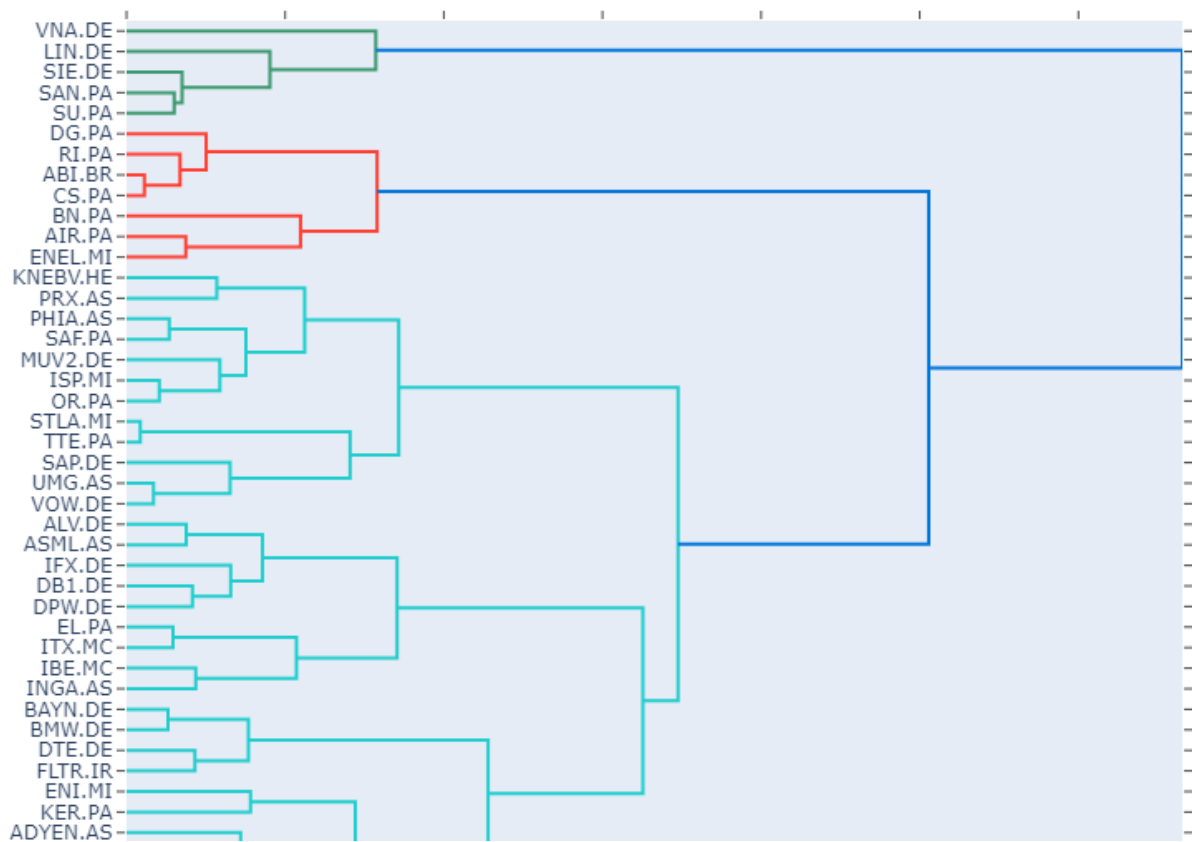 VNA.DE
LIN.DE
SIE.DE
SAN.PA
SU.PA
DG.PA
RI.PA
ABI.BR
CS.PA
BN.PA
AIR.PA
ENEL.MI
KNEBV.HE
PRX.AS
PHIA.AS
SAF.PA
MUV2.DE
ISP.MI
OR.PA
STLA.MI
TTE.PA
SAP.DE
UMG.AS
VOW.DE
ALV.DE
ASML.AS
IFX.DE
DB1.DE
DPW.DE
EL.PA
ITX.MC
IBE.MC
INGA.AS
BAYN.DE
BMW.DE
DTE.DE
FLTR.IR
ENI.MI
KER.PA
ADYEN.AS